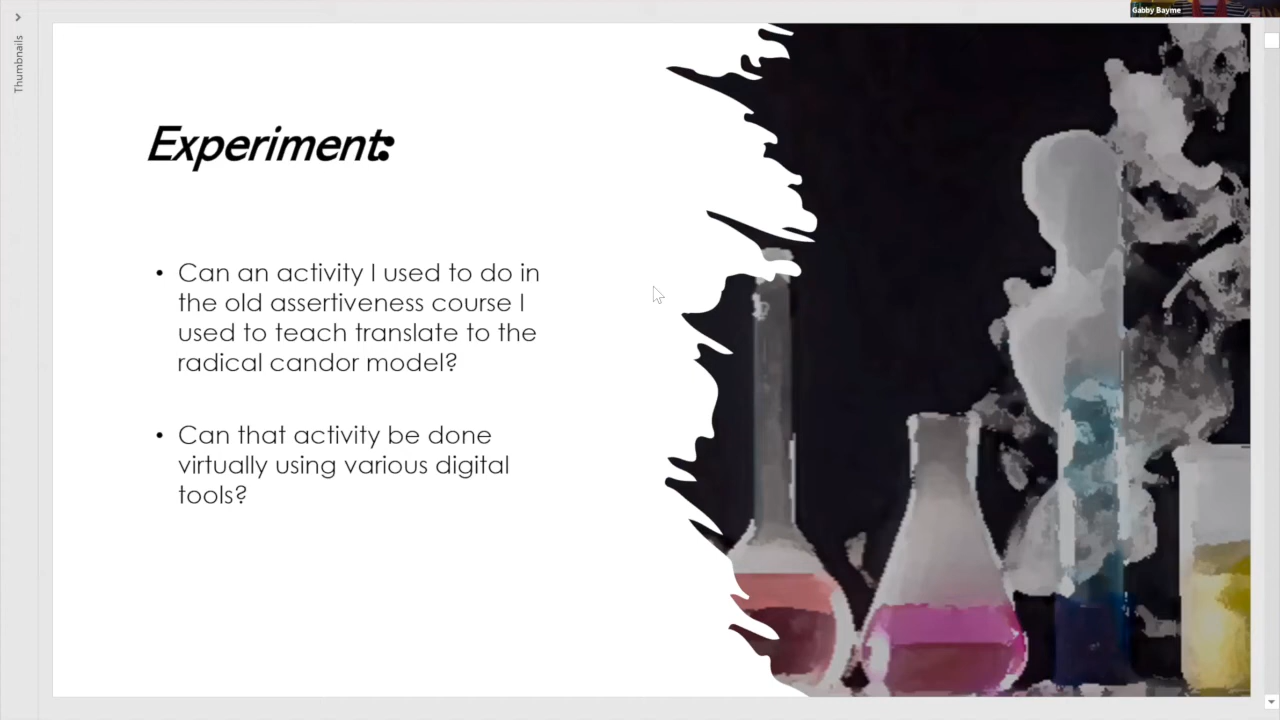 Gabby Bayme
Thumbnails
Experiment:
• Can an activity I used to do in
the old assertiveness course I
used to teach translate to the
radical candor model?
• Can that activity be done
virtually using various digital
tools?